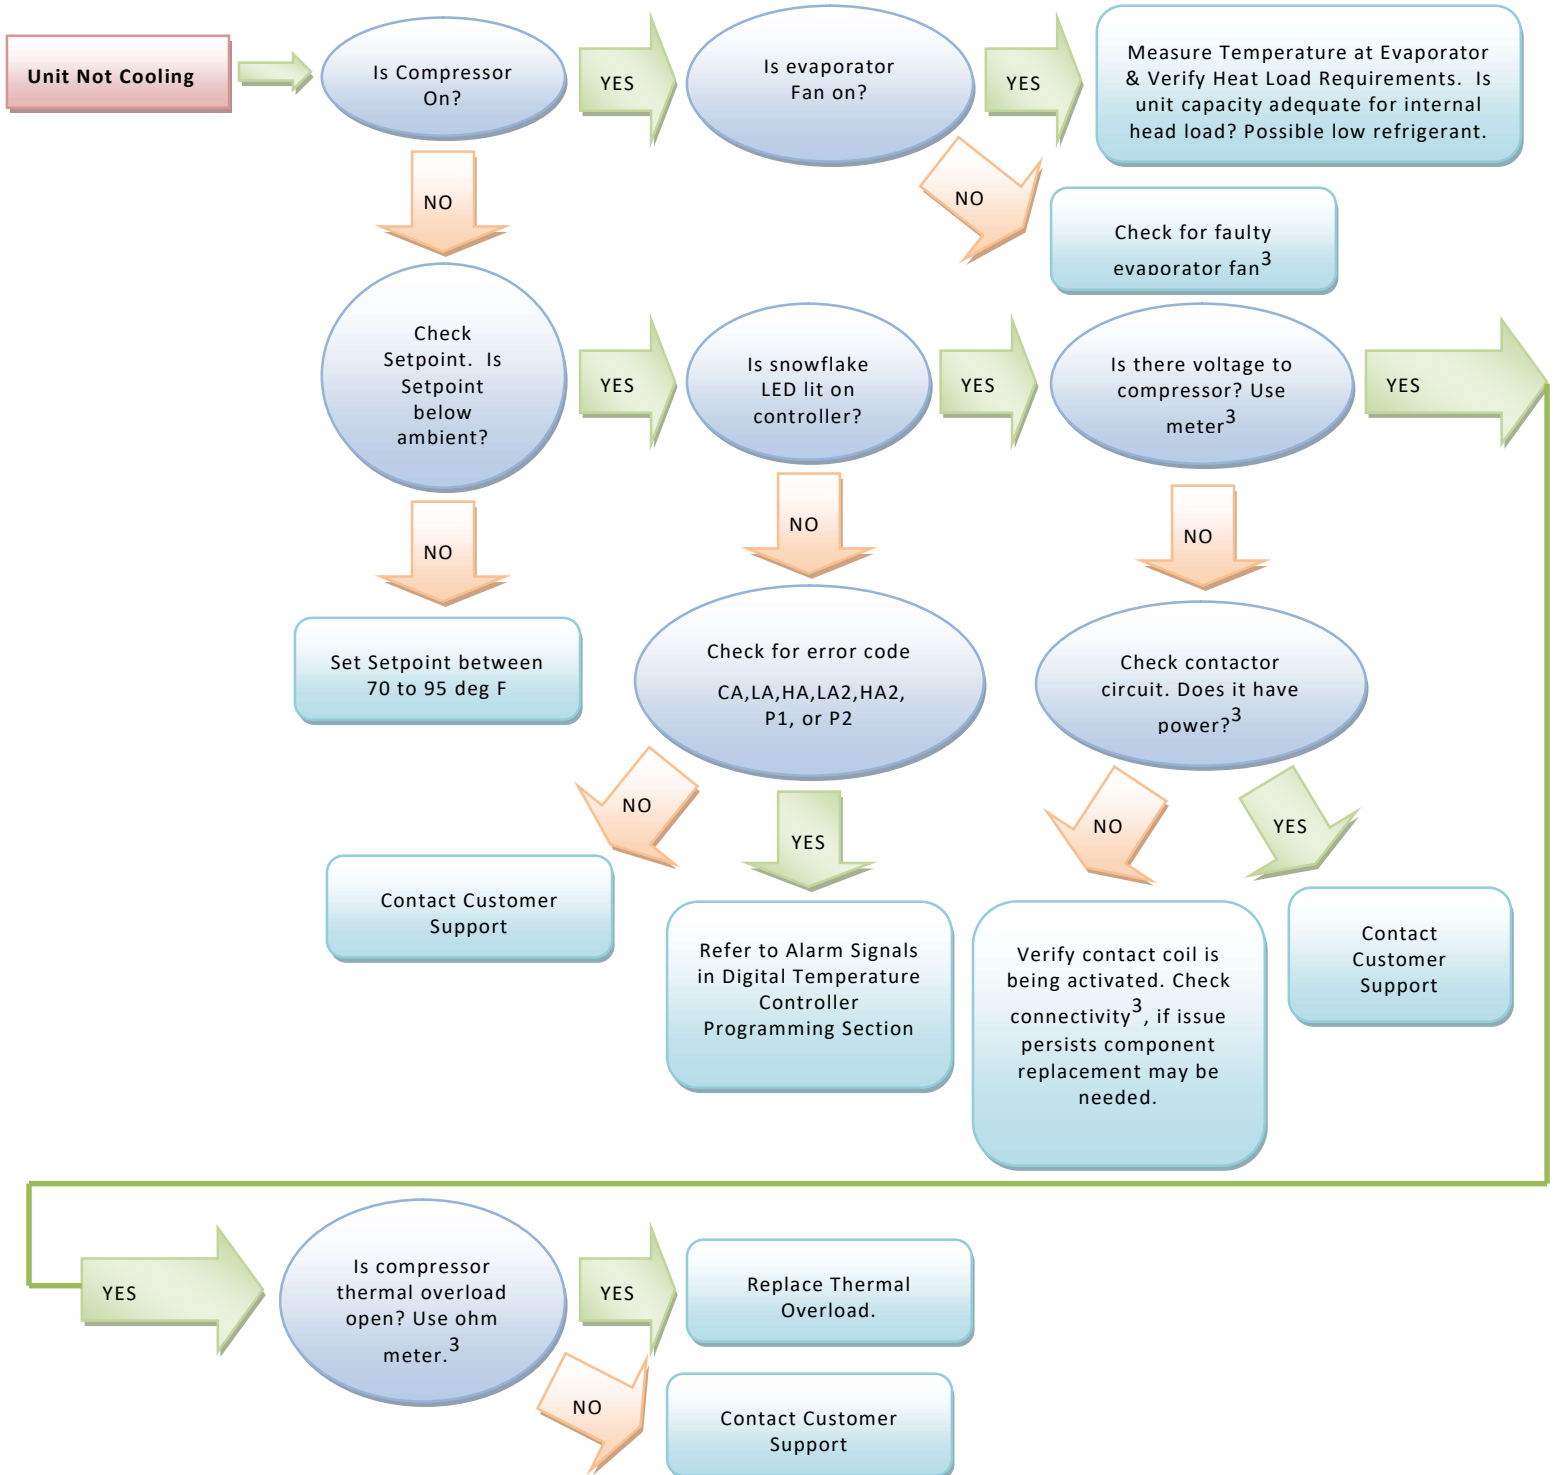 Unit Not Cooling
Is Compressor
On?
YES
Is evaporator
Fan on?
YES
Measure Temperature at Evaporator
& Verify Heat Load Requirements. Is
unit capacity adequate for internal
head load? Possible low refrigerant.
NO
NO
Check for faulty
evaporator fan3
Check
Setpoint. Is
Setpoint
below
ambient?
YES
Is snowflake
LED lit on
controller?
YES
Is there voltage to
compressor? Use
meter3
YES
NO
NO
NO
Set Setpoint between
70 to 95 deg F
Check for error code
CA,LA,HA,LA2,HA2,
P1, or P2
Check contactor
circuit. Does it have
power?3
NO
YES
NO
YES
Contact Customer
Support
Refer to Alarm Signals
in Digital Temperature
Controller
Programming Section
Verify contact coil is
being activated. Check
connectivity3, if issue
persists component
replacement may be
needed.
Contact
Customer
Support
YES
Is compressor
thermal overload
open? Use ohm
meter.3
YES
Replace Thermal
Overload.
NO
Contact Customer
Support